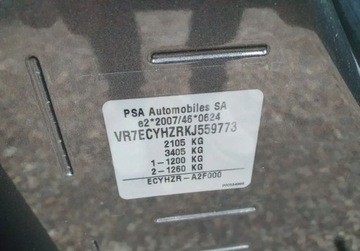 PSA Automobiles SA
e2*2007/46*0624
VR7ECYHZRKJ559773
2105 KG
3405 KG
1-1200 KG
2-1260 KG
ECYHZR-A2F000